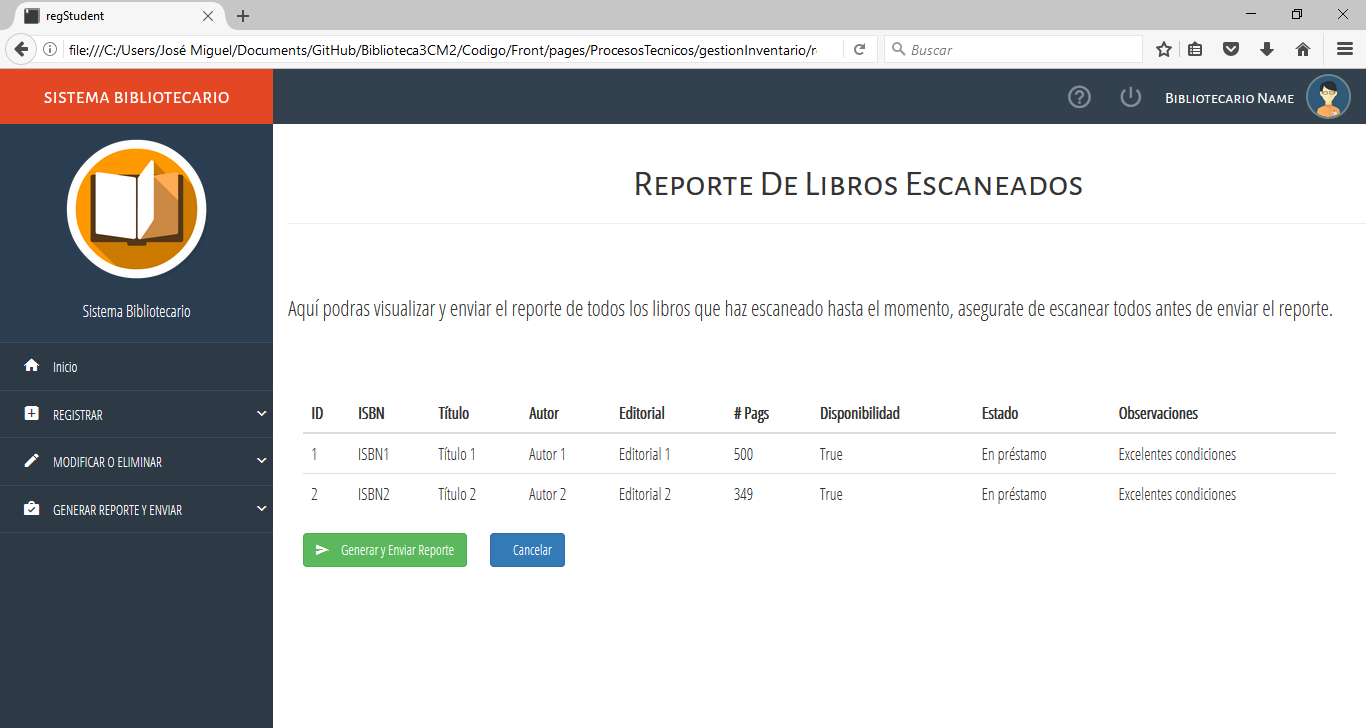 regStudent
file:///C:/Users/José Miguel/Documents/GitHub/Biblioteca3CM2/Codigo/Front/pages/ProcesosTecnicos/gestionInventario/r
Buscar
SISTEMA BIBLIOTECARIO
Bibliotecario Name
Sistema Bibliotecario
Inicio
REGISTRAR
MODIFICAR O ELIMINAR
GENERAR REPORTE Y ENVIAR
Reporte De Libros Escaneados
Aquí podras visualizar y enviar el reporte de todos los libros que haz escaneado hasta el momento, asegurate de escanear todos antes de enviar el reporte.
ID ISBN Título Autor Editorial # Pags Disponibilidad Estado Observaciones
1 ISBN1 Título 1 Autor 1 Editorial 1 500 True En préstamo Excelentes condiciones
2 ISBN2 Título 2 Autor 2 Editorial 2 349 True En préstamo Excelentes condiciones
Generar y Enviar Reporte Cancelar